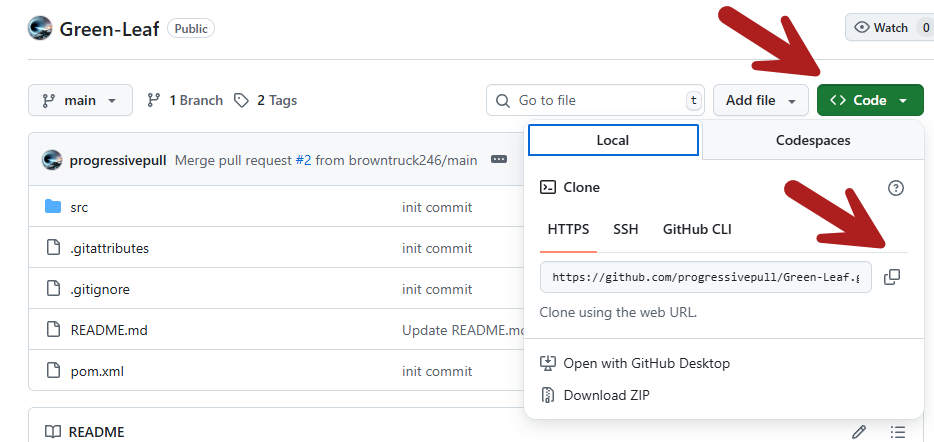 Green-Leaf Public
Watch 0
main 1 Branch 2 Tags
Go to file t
Add file
<> Code
Local Codespaces
progressivepull Merge pull request #2 from browntruck246/main
Clone
src init commit
HTTPS SSH GitHub CLI
.gitattributes init commit
https://github.com/progressivepull/Green-Leaf.g
.gitignore init commit
Clone using the web URL.
README.md Update README.md
Open with GitHub Desktop
pom.xml init commit
Download ZIP
README